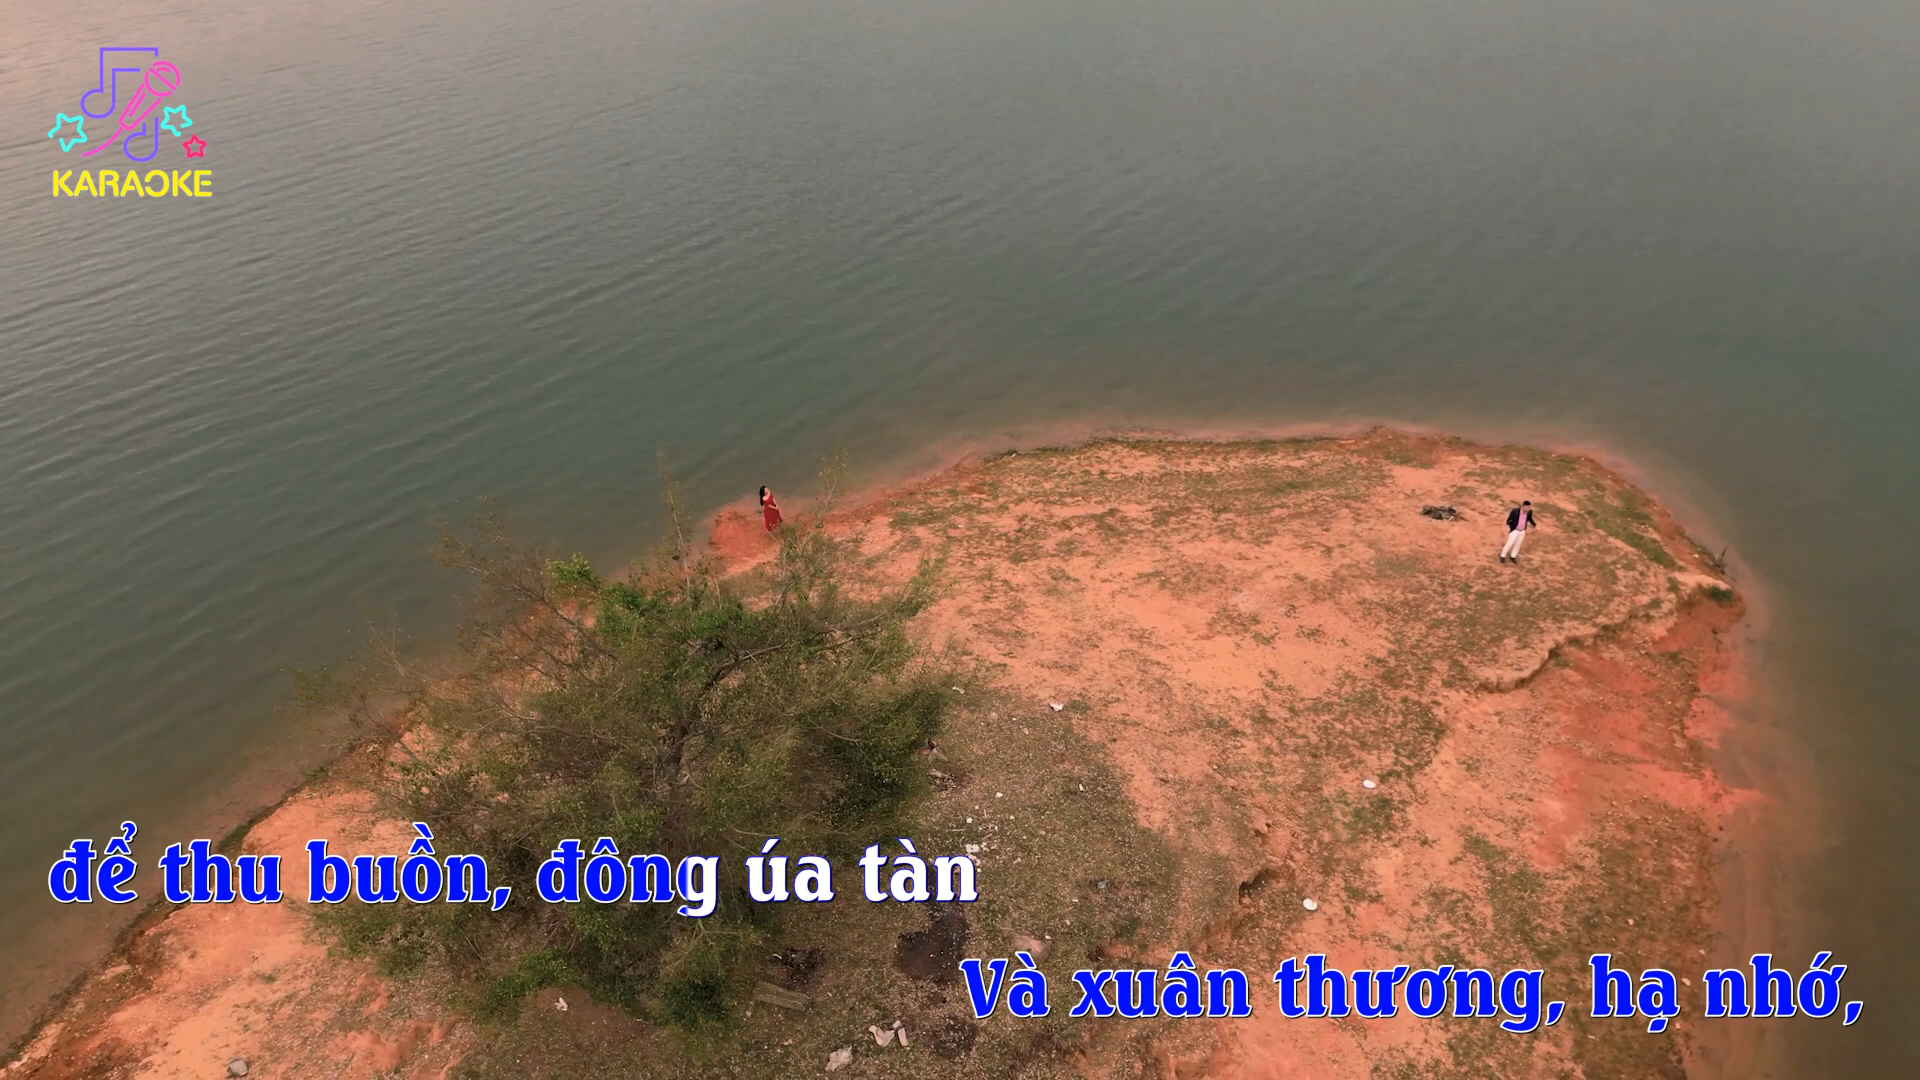 KARAOKE
để thu buồn, đông úa tàn
Và xuân thương, hạ nhớ,